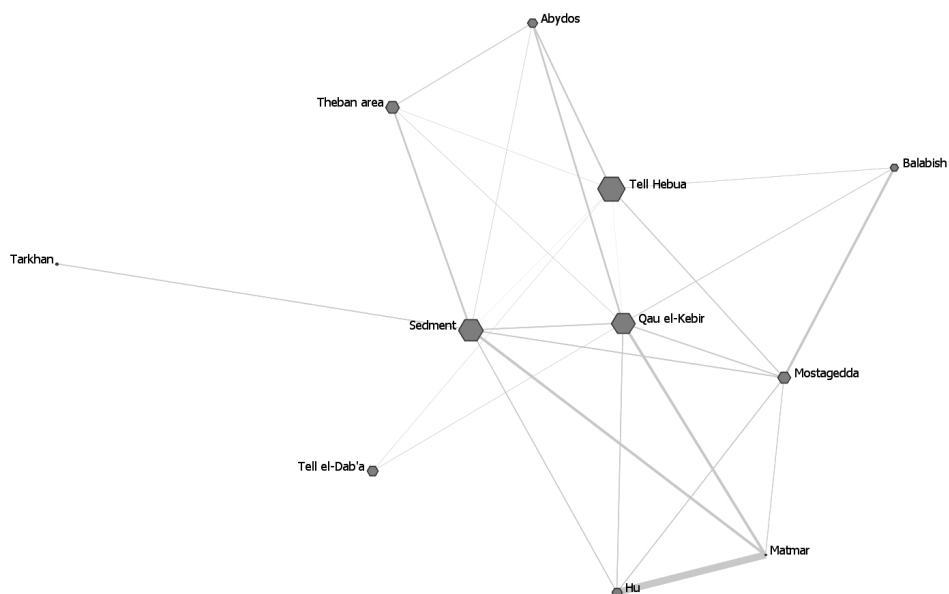 Abydos
Theban area
Balabish
Tell Hebua
Tarkhan
Sedment
Qau el-Kebir
Mostagedda
Tell el-Dab'a
Matmar
Hu